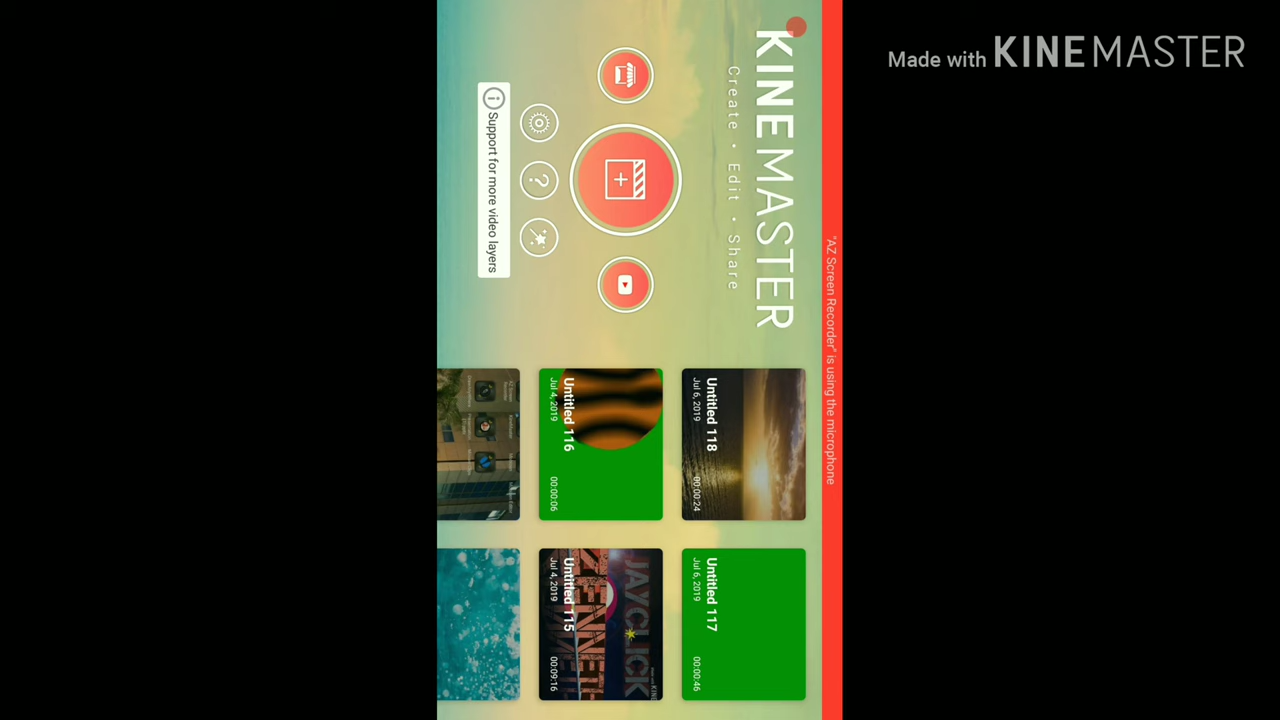 Made with KINEMASTER
"AZ Screen Recorder" is using the microphone
KINEMASTER
Create • Edit • Share
Support for more video layers
Untitled 118
Jul 6, 2019
00:00:24
Untitled 117
Jul 6, 2019
00:00:46
Untitled 116
Jul 4, 2019
00:00:06
JAYCLICK
Untitled 115
Jul 4, 2019
00:09:16